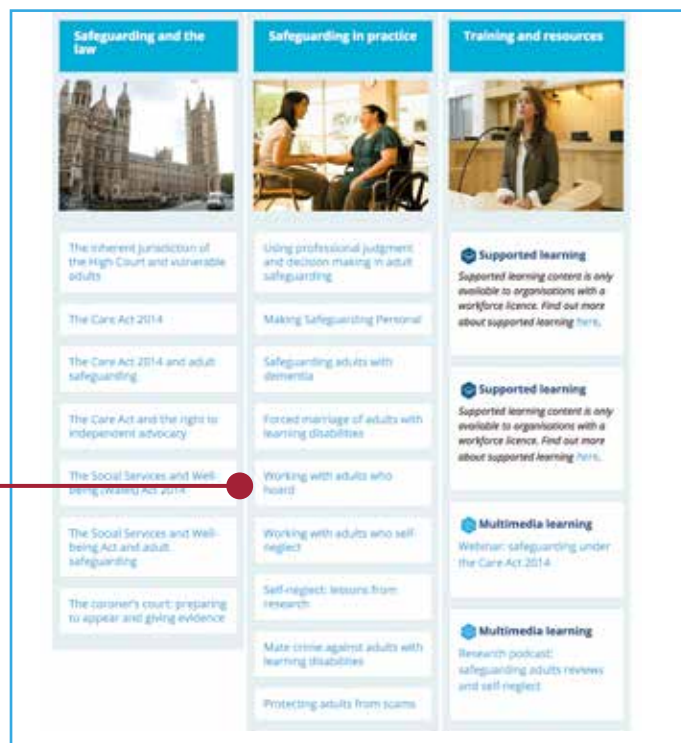 Safeguarding and the
law
The inherent jurisdiction of
the High Court and vulnerable
adults
The Care Act 2014
The Care Act 2014 and adult
safeguarding
The Care Act and the right to
independent advocacy
The Social Services and Well-
being (Wales) Act 2014
The Social Services and Well-
being Act and adult
safeguarding
The coroner's court: preparing
to appear and giving evidence
Safeguarding in practice
Using professional judgment
and decision making in adult
safeguarding
Making Safeguarding Personal
Safeguarding adults with
dementia
Forced marriage of adults with
learning disabilities
Working with adults who
hoard
Working with adults who self-
neglect
Self-neglect: lessons from
research
Mate crime against adults with
learning disabilities
Protecting adults from scams
Training and resources
Supported learning
Supported learning content is only
available to organisations with a
workforce licence. Find out more
about supported learning here.
Supported learning
Supported learning content is only
available to organisations with a
workforce licence. Find out more
about supported learning here.
Multimedia learning
Webinar: safeguarding under
the Care Act 2014
Multimedia learning
Research podcast:
safeguarding adults reviews
and self-neglect